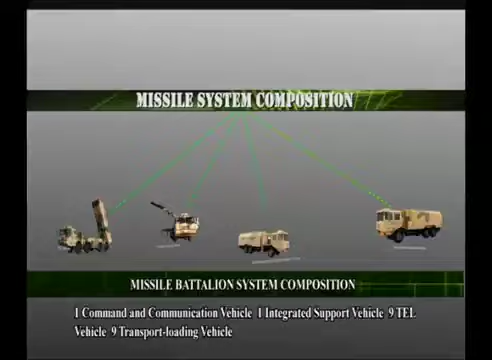 MISSILE SYSTEM COMPOSITION
MISSILE BATTALION SYSTEM COMPOSITION
1 Command and Communication Vehicle 1 Integrated Support Vehicle 9 TEL
Vehicle 9 Transport-loading Vehicle